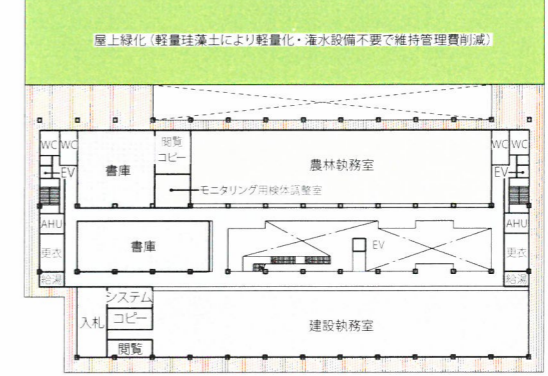 屋上緑化（軽量珪藻土により軽量化・潅水設備不要で維持管理費削減）
WC WC 閲覧 WC WC
コピー
EV 書庫 農林執務室 EV
モニタリング用検体調整室
AHU AHU
更衣 書庫 EV 更衣
給湯 給湯
システム
入札 コピー 建設執務室
閲覧